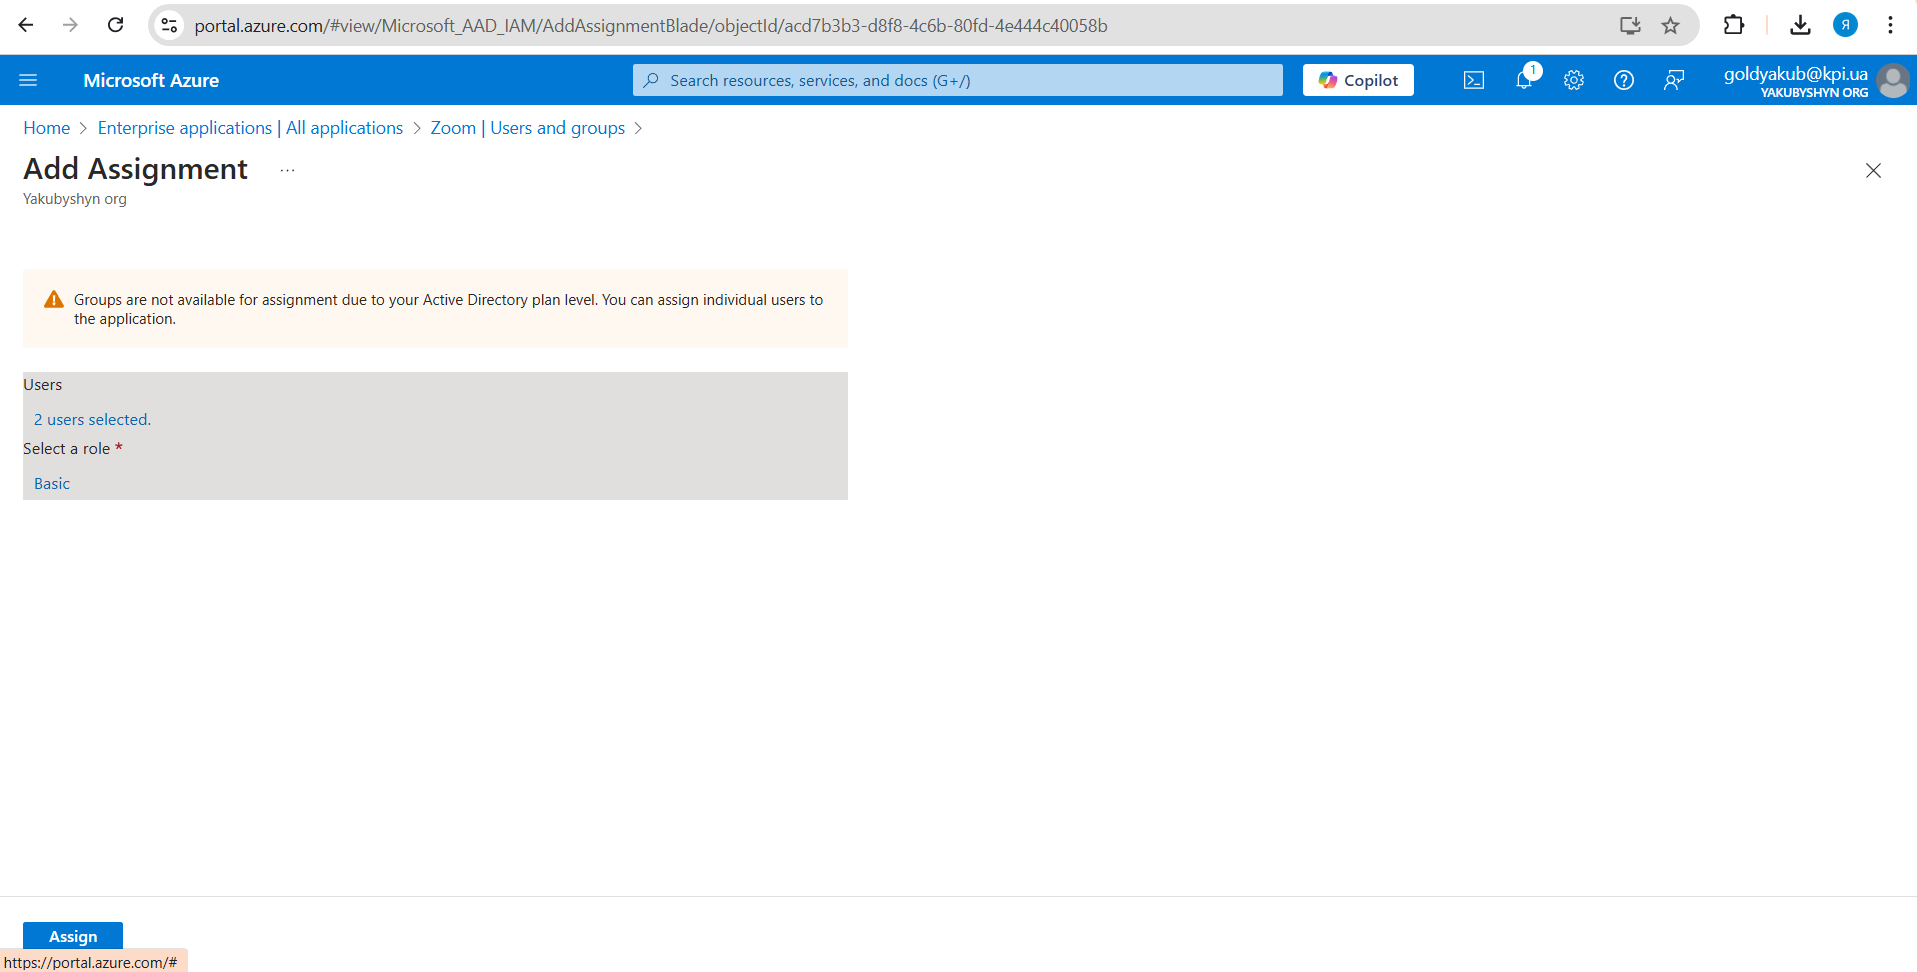 portal.azure.com/#view/Microsoft_AAD_IAM/AddAssignmentBlade/objectId/acd7b3b3-d8f8-4c6b-80fd-4e444c40058b
Я
Microsoft Azure
Search resources, services, and docs (G+/)
Copilot
1
goldyakub@kpi.ua
YAKUBYSHYN ORG
Home > Enterprise applications | All applications > Zoom | Users and groups >
Add Assignment ...
Yakubyshyn org
Groups are not available for assignment due to your Active Directory plan level. You can assign individual users to
the application.
Users
2 users selected.
Select a role *
Basic
Assign
https://portal.azure.com/#